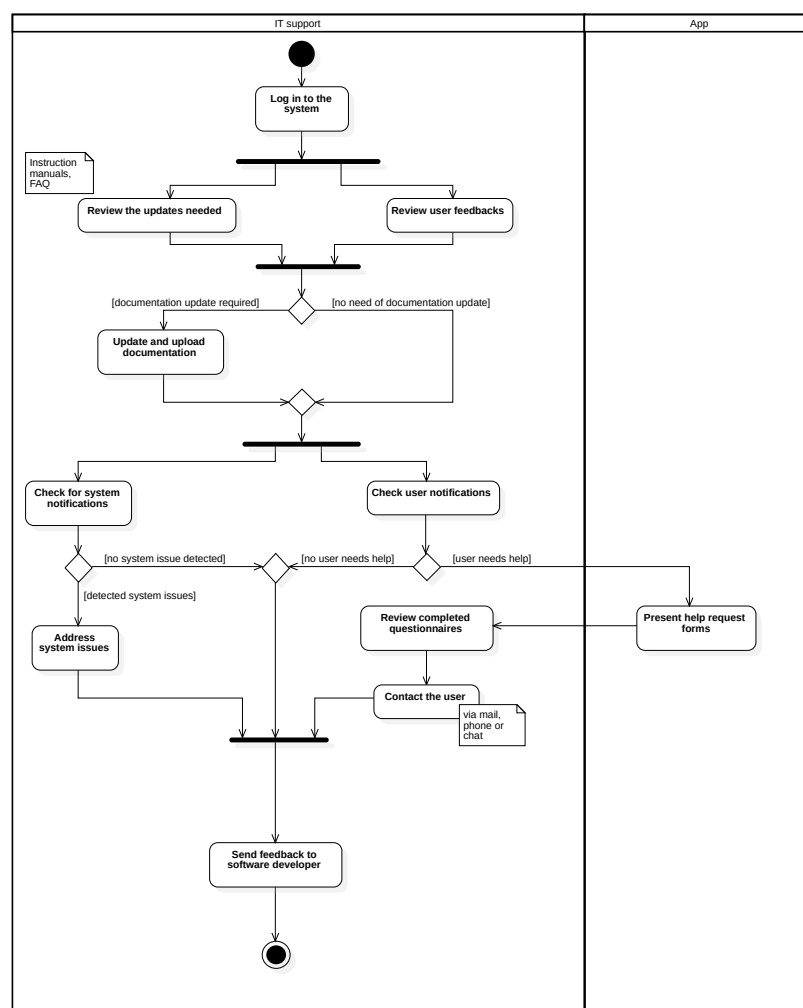 IT support
App
Log in to the
system
Instruction
manuals,
FAQ
Review the updates needed
Review user feedbacks
[documentation update required]
[no need of documentation update]
Update and upload
documentation
Check for system
notifications
Check user notifications
[no system issue detected]
[no user needs help]
[user needs help]
[detected system issues]
Address
system issues
Review completed
questionnaires
Present help request
forms
Contact the user
via mail,
phone or
chat
Send feedback to
software developer